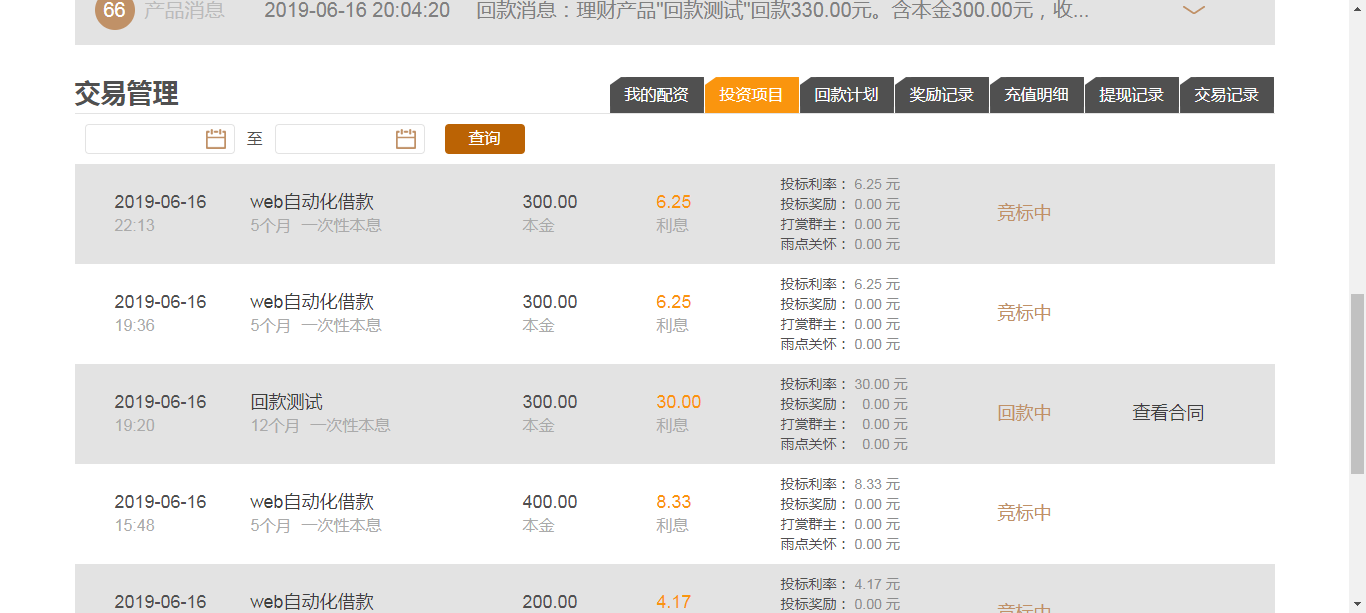 66 产品消息 2019-06-16 20:04:20 回款消息：理财产品"回款测试"回款330.00元。含本金300.00元，收...
交易管理 我的配资 投资项目 回款计划 奖励记录 充值明细 提现记录 交易记录
至 查询
2019-06-16 web自动化借款 300.00 6.25
22:13 5个月 一次性本息 本金 利息
投标利率： 6.25 元
投标奖励： 0.00 元
打赏群主： 0.00 元
雨点关怀： 0.00 元
竞标中
2019-06-16 web自动化借款 300.00 6.25
19:36 5个月 一次性本息 本金 利息
投标利率： 6.25 元
投标奖励： 0.00 元
打赏群主： 0.00 元
雨点关怀： 0.00 元
竞标中
2019-06-16 回款测试 300.00 30.00
19:20 12个月 一次性本息 本金 利息
投标利率： 30.00 元
投标奖励： 0.00 元
打赏群主： 0.00 元
雨点关怀： 0.00 元
回款中 查看合同
2019-06-16 web自动化借款 400.00 8.33
15:48 5个月 一次性本息 本金 利息
投标利率： 8.33 元
投标奖励： 0.00 元
打赏群主： 0.00 元
雨点关怀： 0.00 元
竞标中
2019-06-16 web自动化借款 200.00 4.17
投标利率： 4.17 元
投标奖励： 0.00 元
竞标中